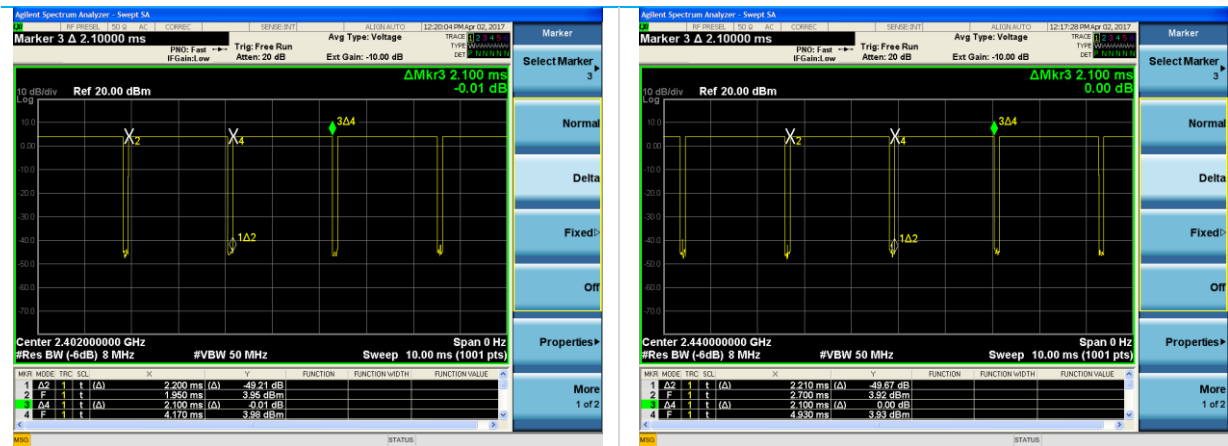 Agilent Spectrum Analyzer - Swept SA
RF PRESEL 50 Ω AC CORREC SENSE:INT ALIGNAUTO 12:20:04 PM Apr 02, 2017
Marker 3 Δ 2.10000 ms
PNO: Fast
IFGain:Low
Trig: Free Run
Atten: 20 dB
Avg Type: Voltage
Ext Gain: -10.00 dB
TRACE 1 2 3 4 5 6
TYPE
DET P N N N N N
ΔMkr3 2.100 ms
-0.01 dB
10 dB/div Ref 20.00 dBm
Log
10.0
0.00
-10.0
-20.0
-30.0
-40.0
-50.0
-60.0
-70.0
X2
X4
3Δ4
1Δ2
Center 2.402000000 GHz Span 0 Hz
#Res BW (-6dB) 8 MHz #VBW 50 MHz Sweep 10.00 ms (1001 pts)
MKR MODE TRC SCL X Y FUNCTION FUNCTION WIDTH FUNCTION VALUE
1 Δ2 1 t (Δ) 2.200 ms (Δ) -49.21 dB
2 F 1 t 1.950 ms 3.95 dBm
3 Δ4 1 t (Δ) 2.100 ms (Δ) -0.01 dB
4 F 1 t 4.170 ms 3.98 dBm
MSG STATUS
Marker
Select Marker
3
Normal
Delta
Fixed
Off
Properties
More
1 of 2
Agilent Spectrum Analyzer - Swept SA
RF PRESEL 50 Ω AC CORREC SENSE:INT ALIGNAUTO 12:17:28 PM Apr 02, 2017
Marker 3 Δ 2.10000 ms
PNO: Fast
IFGain:Low
Trig: Free Run
Atten: 20 dB
Avg Type: Voltage
Ext Gain: -10.00 dB
TRACE 1 2 3 4 5 6
TYPE
DET P N N N N N
ΔMkr3 2.100 ms
0.00 dB
10 dB/div Ref 20.00 dBm
Log
10.0
0.00
-10.0
-20.0
-30.0
-40.0
-50.0
-60.0
-70.0
X2
X4
3Δ4
1Δ2
Center 2.440000000 GHz Span 0 Hz
#Res BW (-6dB) 8 MHz #VBW 50 MHz Sweep 10.00 ms (1001 pts)
MKR MODE TRC SCL X Y FUNCTION FUNCTION WIDTH FUNCTION VALUE
1 Δ2 1 t (Δ) 2.210 ms (Δ) -49.67 dB
2 F 1 t 2.700 ms 3.92 dBm
3 Δ4 1 t (Δ) 2.100 ms (Δ) 0.00 dB
4 F 1 t 4.930 ms 3.93 dBm
MSG STATUS
Marker
Select Marker
3
Normal
Delta
Fixed
Off
Properties
More
1 of 2